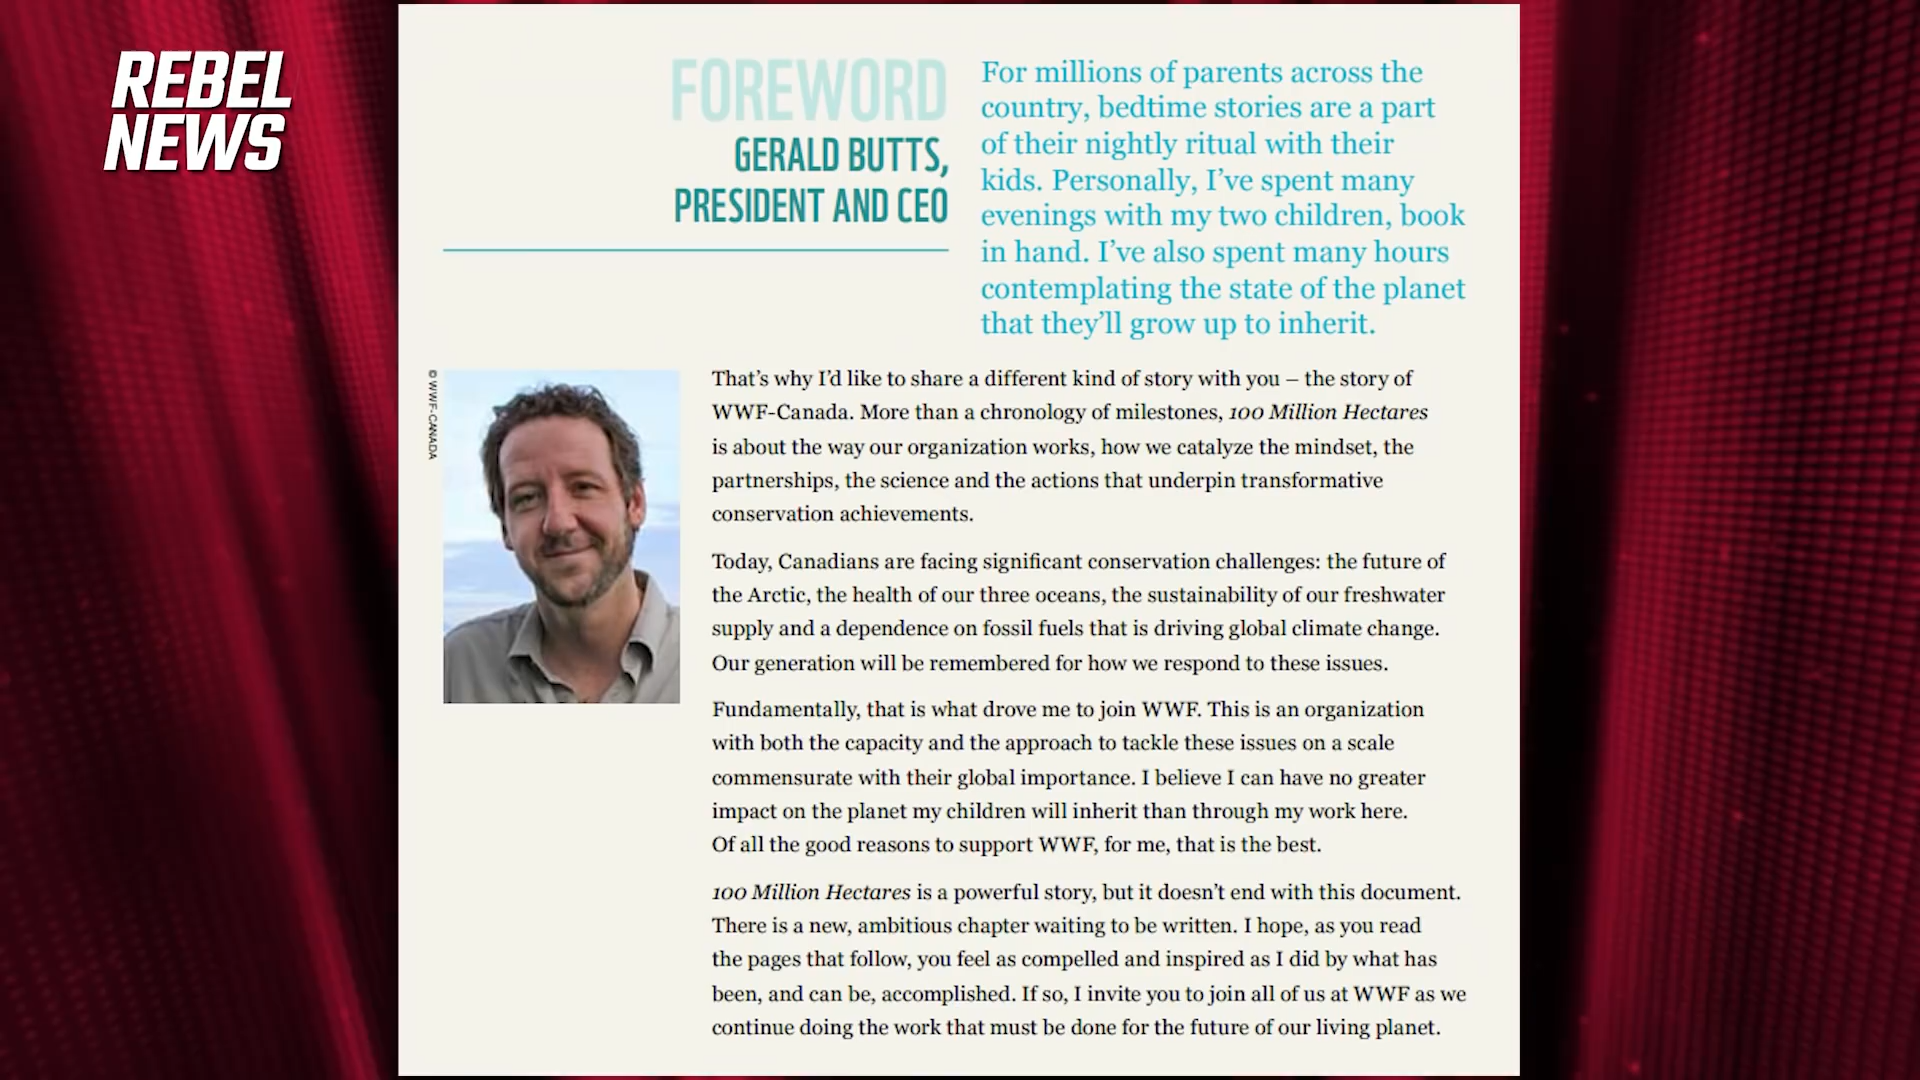 REBEL
NEWS
FOREWORD
GERALD BUTTS,
PRESIDENT AND CEO
For millions of parents across the
country, bedtime stories are a part
of their nightly ritual with their
kids. Personally, I’ve spent many
evenings with my two children, book
in hand. I’ve also spent many hours
contemplating the state of the planet
that they’ll grow up to inherit.
© WWF-CANADA
That’s why I’d like to share a different kind of story with you – the story of
WWF-Canada. More than a chronology of milestones, 100 Million Hectares
is about the way our organization works, how we catalyze the mindset, the
partnerships, the science and the actions that underpin transformative
conservation achievements.
Today, Canadians are facing significant conservation challenges: the future of
the Arctic, the health of our three oceans, the sustainability of our freshwater
supply and a dependence on fossil fuels that is driving global climate change.
Our generation will be remembered for how we respond to these issues.
Fundamentally, that is what drove me to join WWF. This is an organization
with both the capacity and the approach to tackle these issues on a scale
commensurate with their global importance. I believe I can have no greater
impact on the planet my children will inherit than through my work here.
Of all the good reasons to support WWF, for me, that is the best.
100 Million Hectares is a powerful story, but it doesn’t end with this document.
There is a new, ambitious chapter waiting to be written. I hope, as you read
the pages that follow, you feel as compelled and inspired as I did by what has
been, and can be, accomplished. If so, I invite you to join all of us at WWF as we
continue doing the work that must be done for the future of our living planet.